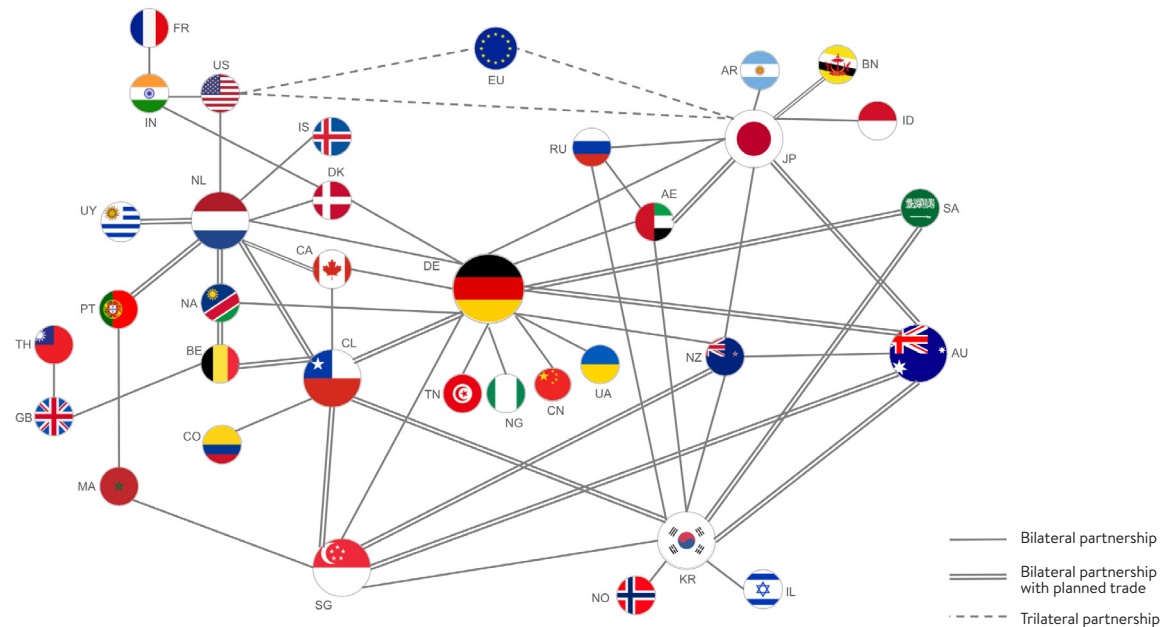 FR
US
EU
AR
BN
IN
ID
IS
RU
JP
DK
NL
AE
UY
SA
CA
DE
PT
NA
TH
BE
CL
NZ
AU
TN
NG
CN
UA
GB
CO
MA
SG
KR
NO
IL
Bilateral partnership
Bilateral partnership
with planned trade
Trilateral partnership